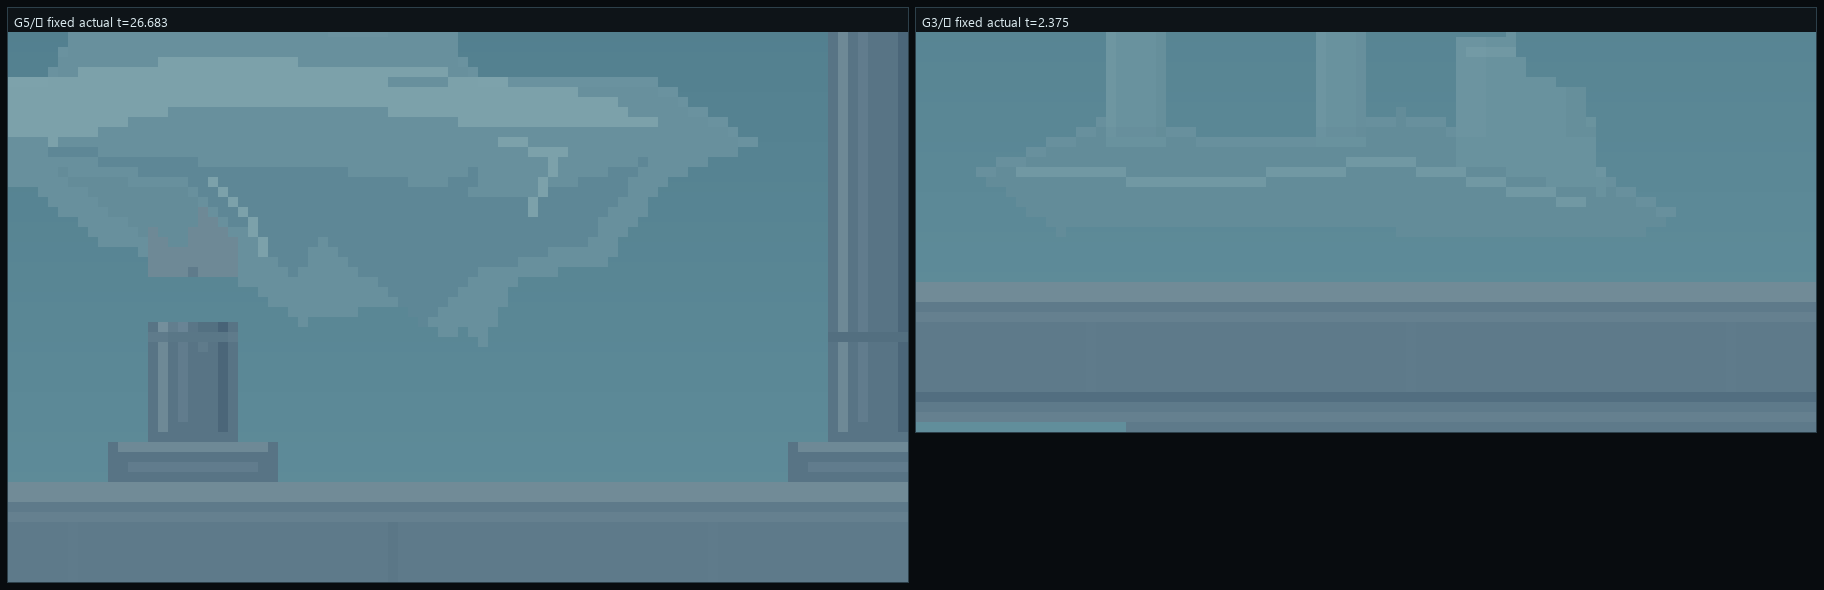 G5/▯ fixed actual t=26.683
G3/▯ fixed actual t=2.375